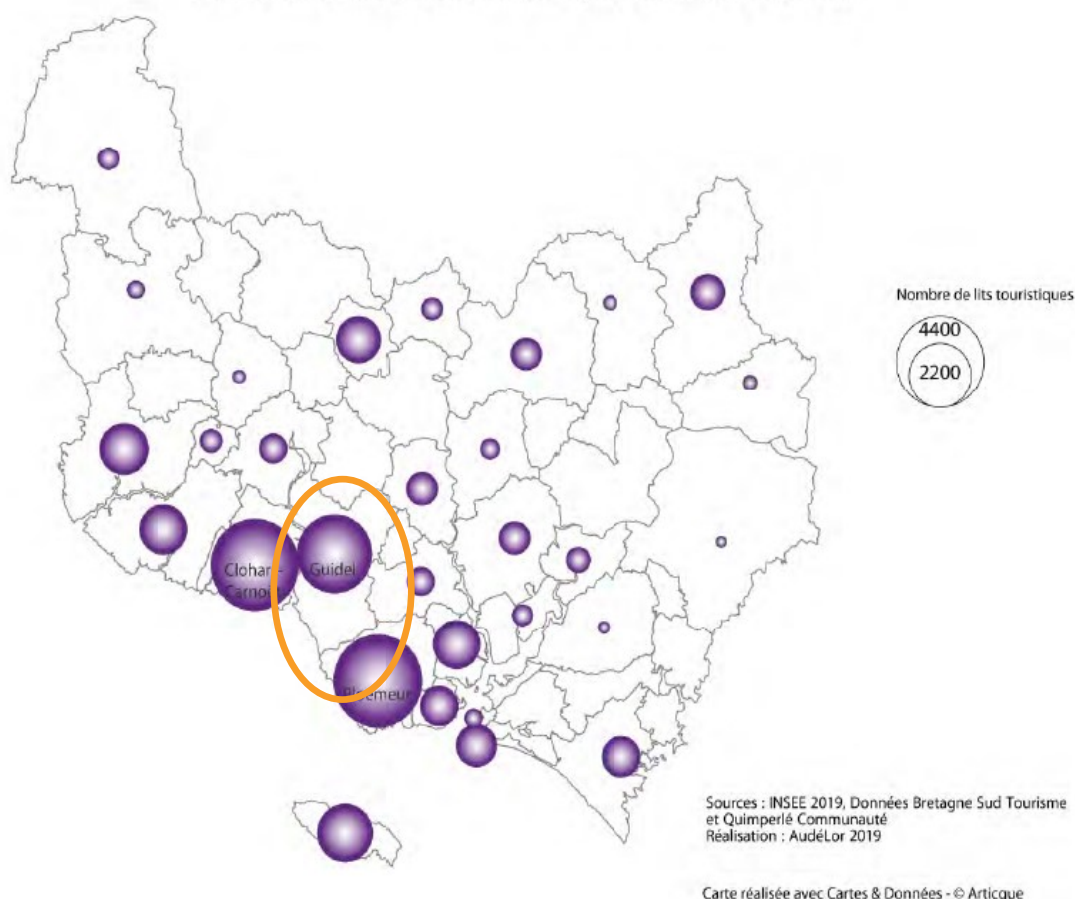 Nombre de lits touristiques
4400
2200
Guidel
Ploemeur
Sources : INSEE 2019, Données Bretagne Sud Tourisme
et Quimperlé Communauté
Réalisation : AudéLor 2019
Carte réalisée avec Cartes & Données - © Articque